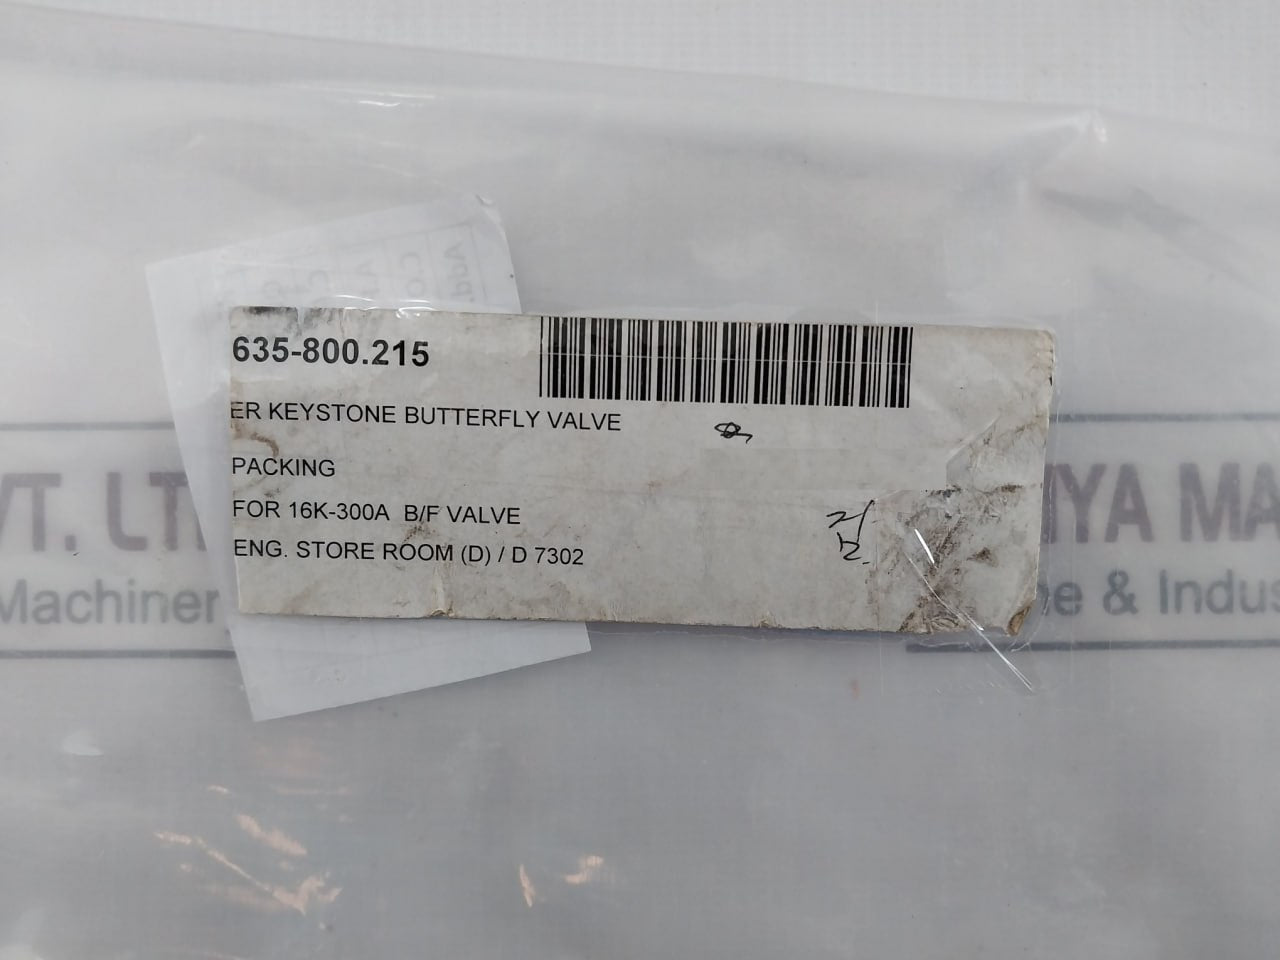 635-800.215
ER KEYSTONE BUTTERFLY VALVE
PACKING
FOR 16K-300A B/F VALVE
ENG. STORE ROOM (D) / D 7302
VT. LT
IYA MA
Machiner
e & Indus